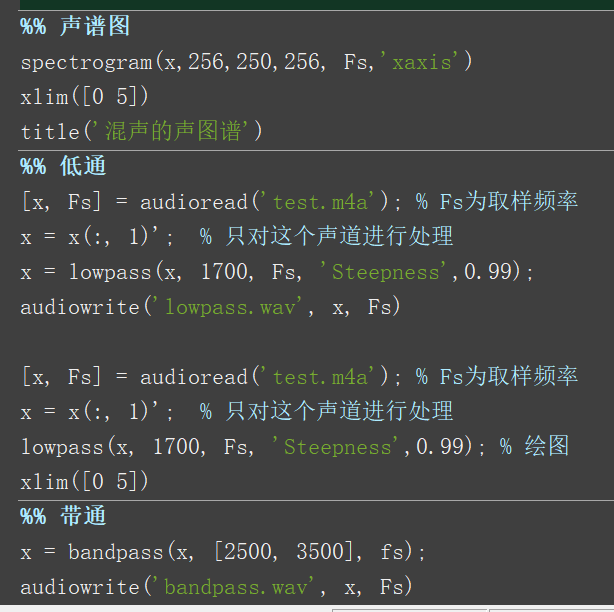 %% 声谱图
spectrogram(x,256,250,256, Fs,'xaxis')
xlim([0 5])
title('混声的声图谱')
%% 低通
[x, Fs] = audioread('test.m4a'); % Fs为取样频率
x = x(:, 1)';  % 只对这个声道进行处理
x = lowpass(x, 1700, Fs, 'Steepness',0.99);
audiowrite('lowpass.wav', x, Fs)
[x, Fs] = audioread('test.m4a'); % Fs为取样频率
x = x(:, 1)';  % 只对这个声道进行处理
lowpass(x, 1700, Fs, 'Steepness',0.99); % 绘图
xlim([0 5])
%% 带通
x = bandpass(x, [2500, 3500], fs);
audiowrite('bandpass.wav', x, Fs)